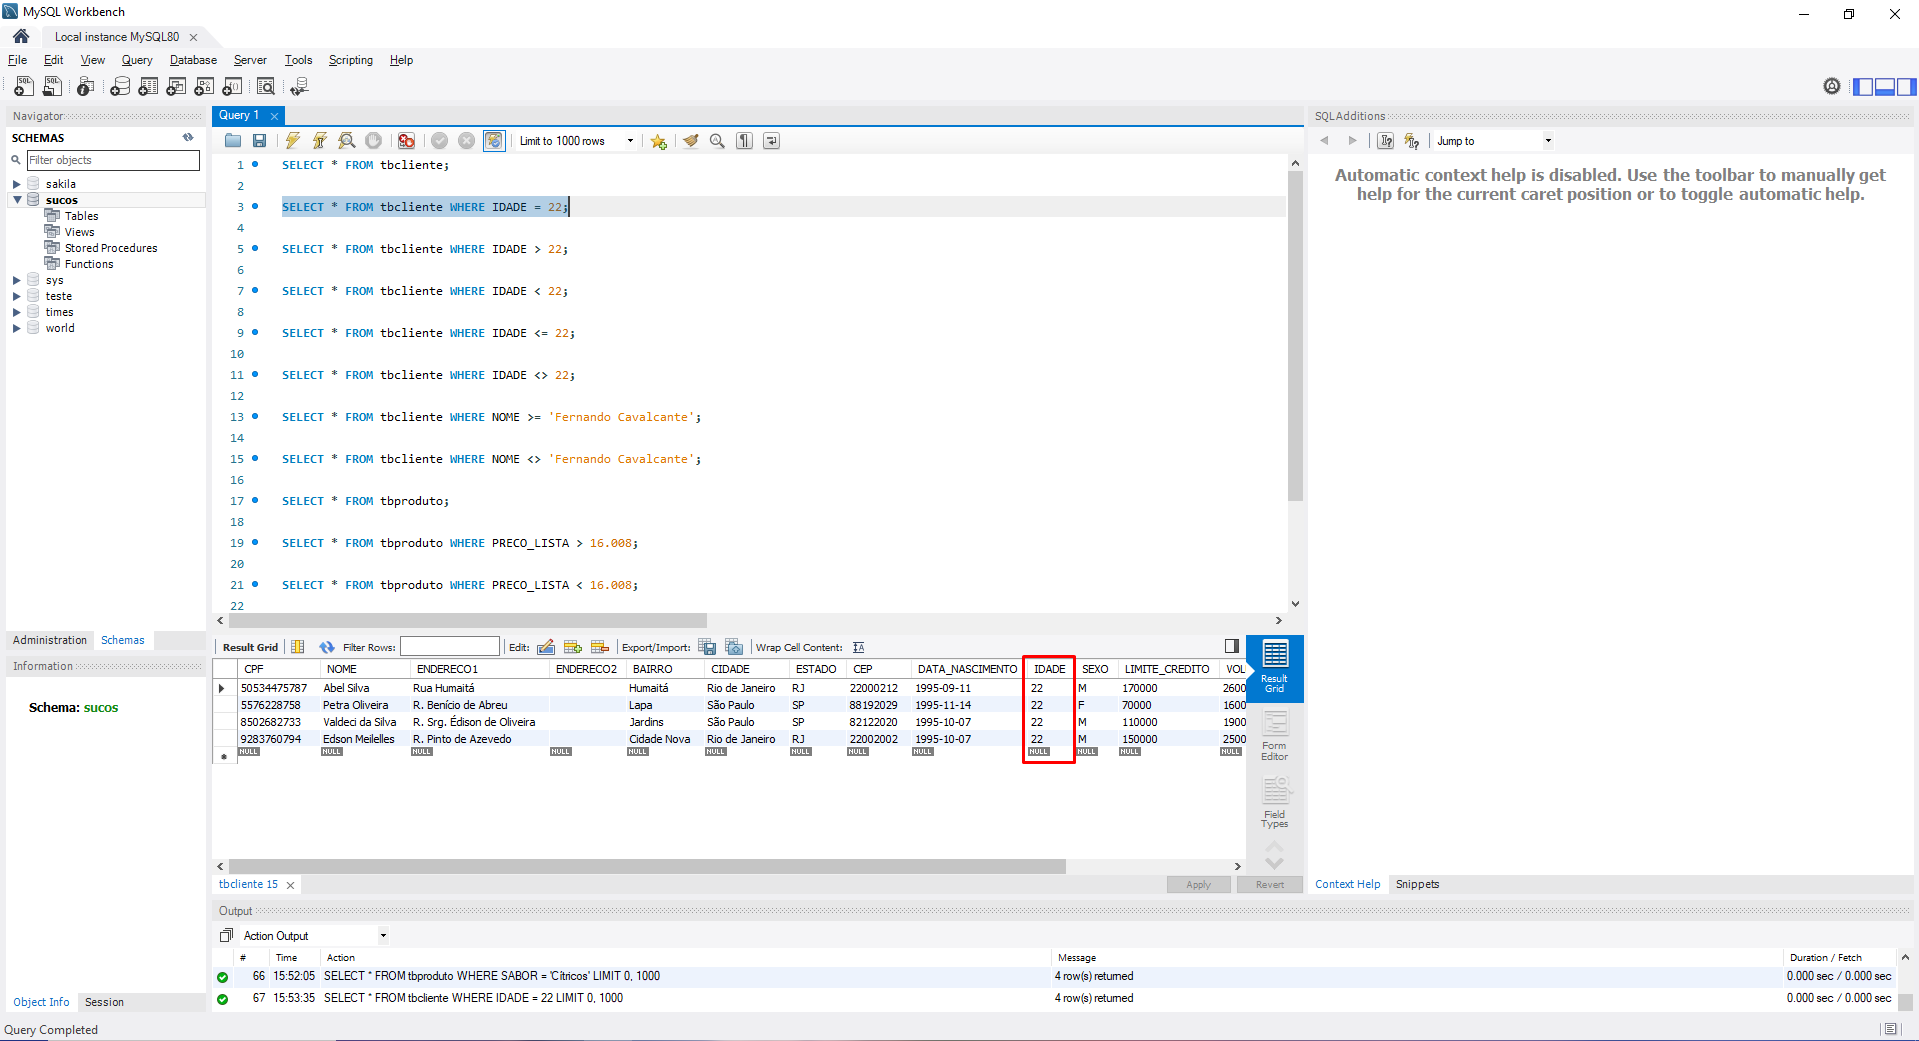 MySQL Workbench
Local instance MySQL80
File Edit View Query Database Server Tools Scripting Help
Navigator
SCHEMAS
Filter objects
sakila
sucos
Tables
Views
Stored Procedures
Functions
sys
teste
times
world
Administration Schemas
Information
Schema: sucos
Object Info Session
Query 1
Limit to 1000 rows
1 SELECT * FROM tbcliente;
2
3 SELECT * FROM tbcliente WHERE IDADE = 22;
4
5 SELECT * FROM tbcliente WHERE IDADE > 22;
6
7 SELECT * FROM tbcliente WHERE IDADE < 22;
8
9 SELECT * FROM tbcliente WHERE IDADE <= 22;
10
11 SELECT * FROM tbcliente WHERE IDADE <> 22;
12
13 SELECT * FROM tbcliente WHERE NOME >= 'Fernando Cavalcante';
14
15 SELECT * FROM tbcliente WHERE NOME <> 'Fernando Cavalcante';
16
17 SELECT * FROM tbproduto;
18
19 SELECT * FROM tbproduto WHERE PRECO_LISTA > 16.008;
20
21 SELECT * FROM tbproduto WHERE PRECO_LISTA < 16.008;
22
Result Grid Filter Rows: Edit: Export/Import: Wrap Cell Content:
CPF NOME ENDERECO1 ENDERECO2 BAIRRO CIDADE ESTADO CEP DATA_NASCIMENTO IDADE SEXO LIMITE_CREDITO VOL
50534475787 Abel Silva Rua Humaitá Humaitá Rio de Janeiro RJ 22000212 1995-09-11 22 M 170000 2600
5576228758 Petra Oliveira R. Benício de Abreu Lapa São Paulo SP 88192029 1995-11-14 22 F 70000 1600
8502682733 Valdeci da Silva R. Srg. Édison de Oliveira Jardins São Paulo SP 82122020 1995-10-07 22 M 110000 1900
9283760794 Edson Meilelles R. Pinto de Azevedo Cidade Nova Rio de Janeiro RJ 22002002 1995-10-07 22 M 150000 2500
NULL NULL NULL NULL NULL NULL NULL NULL NULL NULL NULL NULL NULL
Result Grid
Form Editor
Field Types
tbcliente 15
Apply Revert
SQLAdditions
Jump to
Automatic context help is disabled. Use the toolbar to manually get
help for the current caret position or to toggle automatic help.
Context Help Snippets
Output
Action Output
# Time Action Message Duration / Fetch
66 15:52:05 SELECT * FROM tbproduto WHERE SABOR = 'Cítricos' LIMIT 0, 1000 4 row(s) returned 0.000 sec / 0.000 sec
67 15:53:35 SELECT * FROM tbcliente WHERE IDADE = 22 LIMIT 0, 1000 4 row(s) returned 0.000 sec / 0.000 sec
Query Completed